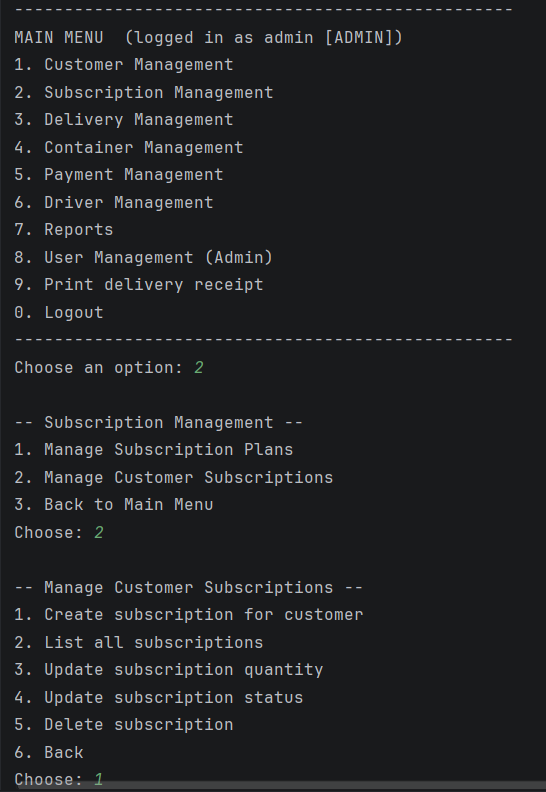 --------------------------------------------------
MAIN MENU  (logged in as admin [ADMIN])
1. Customer Management
2. Subscription Management
3. Delivery Management
4. Container Management
5. Payment Management
6. Driver Management
7. Reports
8. User Management (Admin)
9. Print delivery receipt
0. Logout
--------------------------------------------------
Choose an option: 2
-- Subscription Management --
1. Manage Subscription Plans
2. Manage Customer Subscriptions
3. Back to Main Menu
Choose: 2
-- Manage Customer Subscriptions --
1. Create subscription for customer
2. List all subscriptions
3. Update subscription quantity
4. Update subscription status
5. Delete subscription
6. Back
Choose: 1